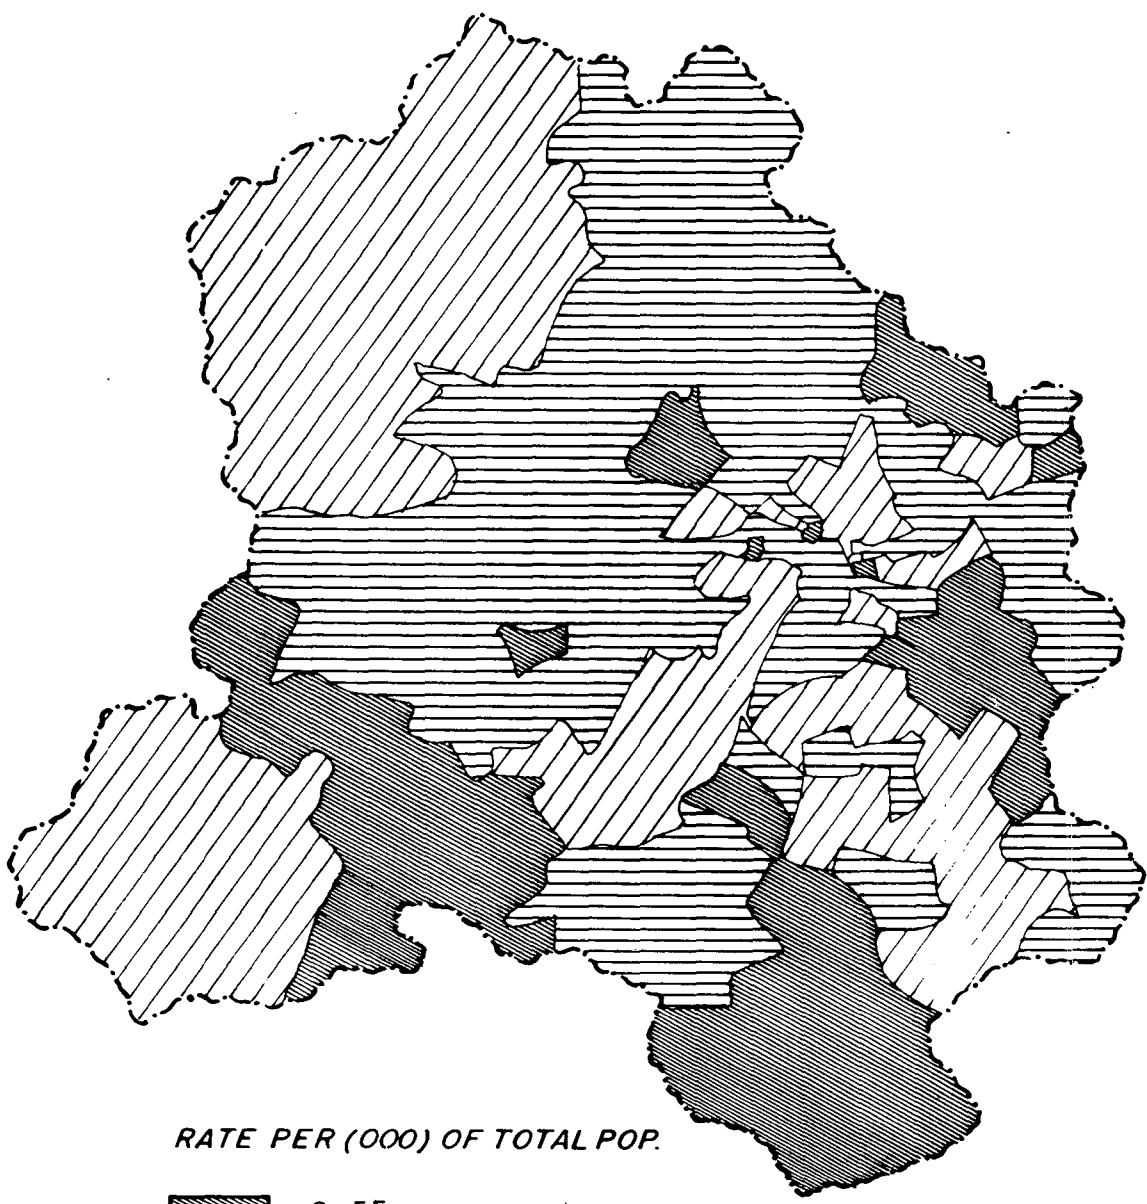 RATE PER (000) OF TOTAL POP.